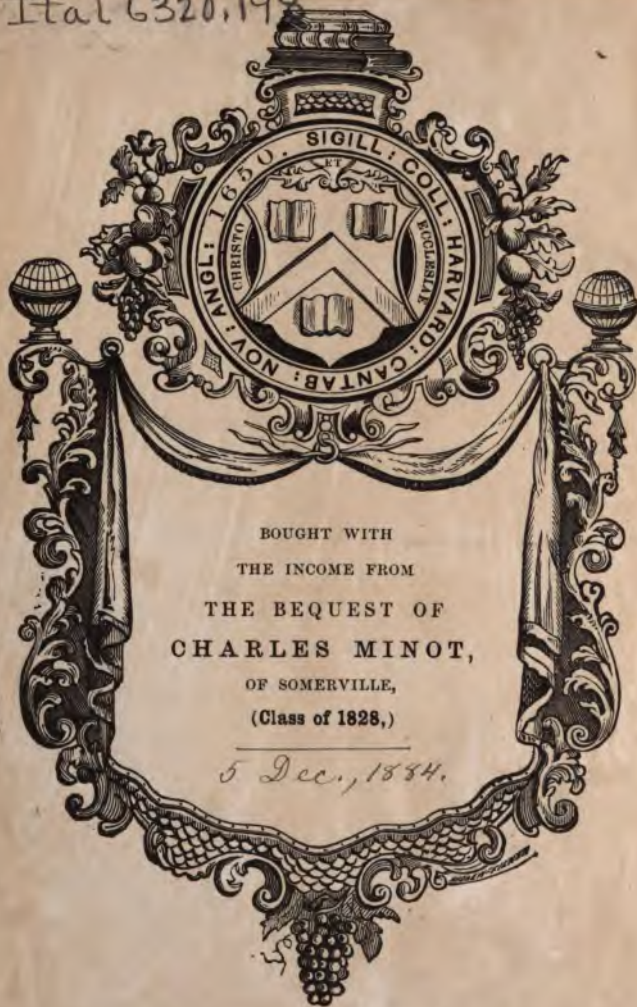 Ital 6320.19
1650. SIGILL: COLL: HARVARD: CANTAB: NOV: ANGL:
ET
CHRISTO
ECCLESIAE
BOUGHT WITH
THE INCOME FROM
THE BEQUEST OF
CHARLES MINOT,
OF SOMERVILLE,
(Class of 1828,)
5 Dec., 1884.